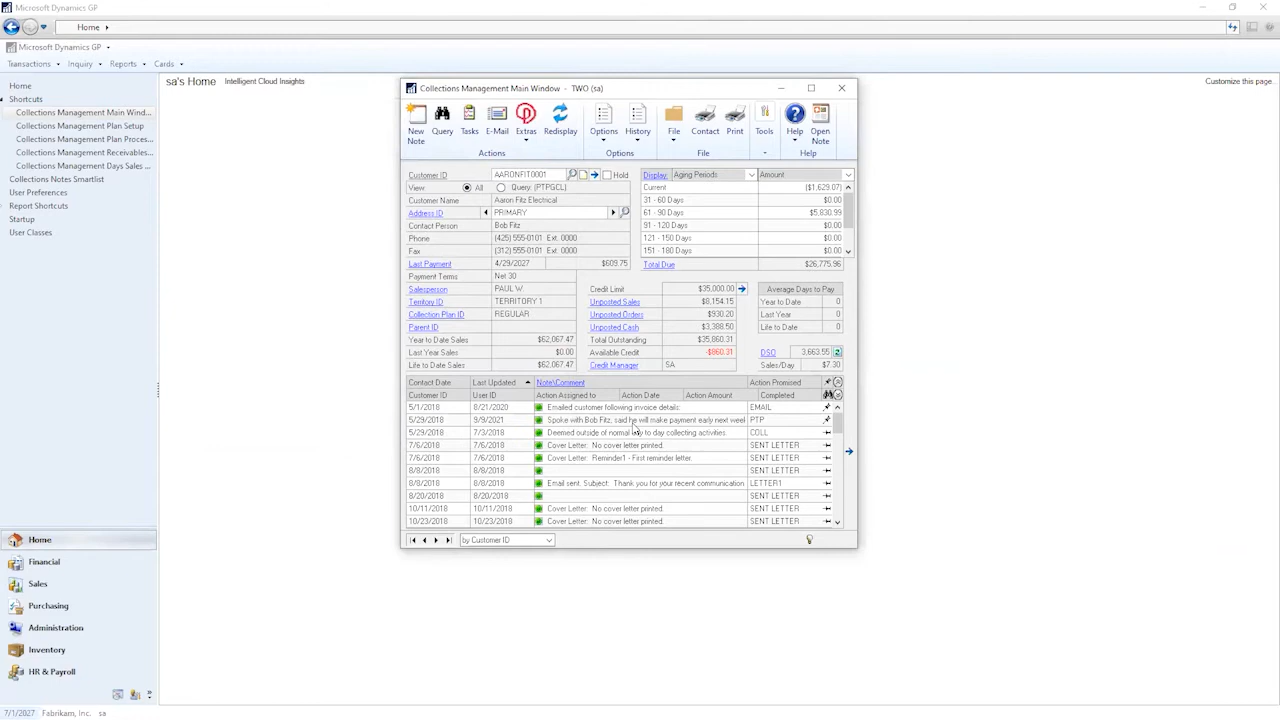 Microsoft Dynamics GP
Home
Microsoft Dynamics GP
Transactions Inquiry Reports Cards
Home
Shortcuts
Collections Management Main Wind...
Collections Management Plan Setup
Collections Management Plan Proces...
Collections Management Receivables...
Collections Management Days Sales ...
Collections Notes Smartlist
User Preferences
Report Shortcuts
Startup
User Classes
Home
Financial
Sales
Purchasing
Administration
Inventory
HR & Payroll
7/1/2027 Fabrikam, Inc. sa
sa's Home Intelligent Cloud Insights
Customize this page...
Collections Management Main Window - TWO (sa)
New Note Query Tasks E-Mail Extras Redisplay Options History File Contact Print Tools Help Open Note
Actions Options File Help
Customer ID AARONFIT0001 Hold
View: All Query: (PTPGCL)
Customer Name Aaron Fitz Electrical
Address ID PRIMARY
Contact Person Bob Fitz
Phone (425) 555-0101 Ext. 0000
Fax (312) 555-0101 Ext. 0000
Last Payment 4/29/2027 $609.75
Payment Terms Net 30
Salesperson PAUL W.
Territory ID TERRITORY 1
Collection Plan ID REGULAR
Parent ID
Year to Date Sales $62,067.47
Last Year Sales $0.00
Life to Date Sales $62,067.47
Display: Aging Periods Amount
Current ($1,629.07)
31 - 60 Days $0.00
61 - 90 Days $5,830.99
91 - 120 Days $0.00
121 - 150 Days $0.00
151 - 180 Days $0.00
Total Due $26,775.96
Credit Limit $35,000.00
Unposted Sales $8,154.15
Unposted Orders $930.20
Unposted Cash $3,388.50
Total Outstanding $35,860.31
Available Credit -$860.31
Credit Manager SA
Average Days to Pay
Year to Date 0
Last Year 0
Life to Date 0
DSO 3,663.55
Sales/Day $7.30
Contact Date Last Updated Note\Comment Action Promised
Customer ID User ID Action Assigned to Action Date Action Amount Completed
5/1/2018 8/21/2020 Emailed customer following invoice details: EMAIL
5/29/2018 9/9/2021 Spoke with Bob Fitz, said he will make payment early next week PTP
5/29/2018 7/3/2018 Deemed outside of normal day to day collecting activities COLL
7/6/2018 7/6/2018 Cover Letter: No cover letter printed. SENT LETTER
7/6/2018 7/6/2018 Cover Letter: Reminder1 - First reminder letter. SENT LETTER
8/8/2018 8/8/2018 SENT LETTER
8/8/2018 8/8/2018 Email sent. Subject: Thank you for your recent communication. LETTER1
8/20/2018 8/20/2018 SENT LETTER
10/11/2018 10/11/2018 Cover Letter: No cover letter printed. SENT LETTER
10/23/2018 10/23/2018 Cover Letter: No cover letter printed. SENT LETTER
by Customer ID